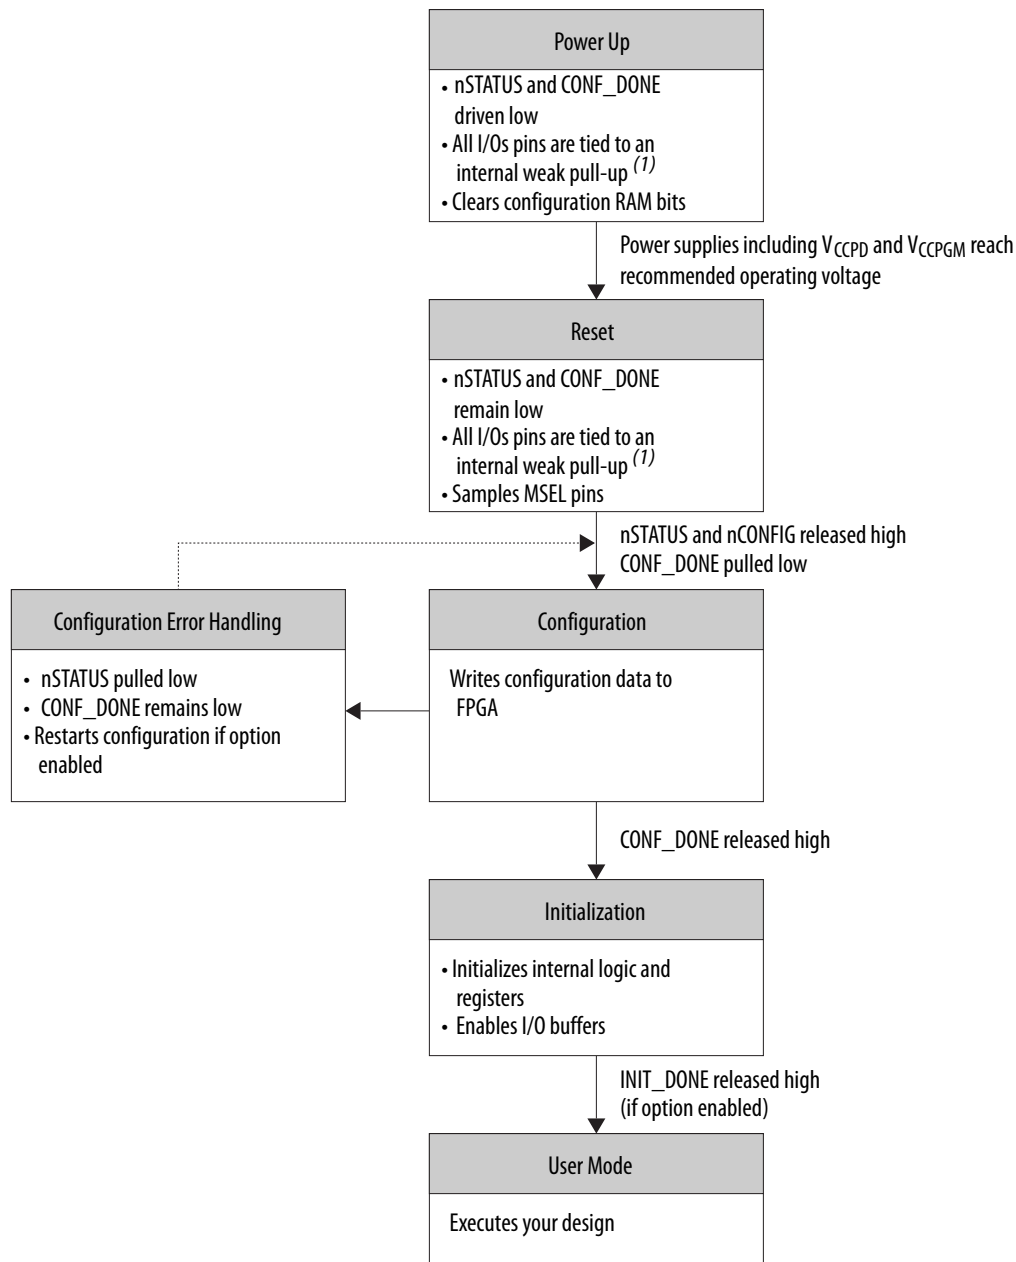 Power Up
• nSTATUS and CONF_DONE
driven low
• All I/Os pins are tied to an
internal weak pull-up (1)
• Clears configuration RAM bits
Power supplies including VCCPD and VCCPGM reach
recommended operating voltage
Reset
• nSTATUS and CONF_DONE
remain low
• All I/Os pins are tied to an
internal weak pull-up (1)
• Samples MSEL pins
nSTATUS and nCONFIG released high
CONF_DONE pulled low
Configuration Error Handling
• nSTATUS pulled low
• CONF_DONE remains low
• Restarts configuration if option
enabled
Configuration
Writes configuration data to
FPGA
CONF_DONE released high
Initialization
• Initializes internal logic and
registers
• Enables I/O buffers
INIT_DONE released high
(if option enabled)
User Mode
Executes your design